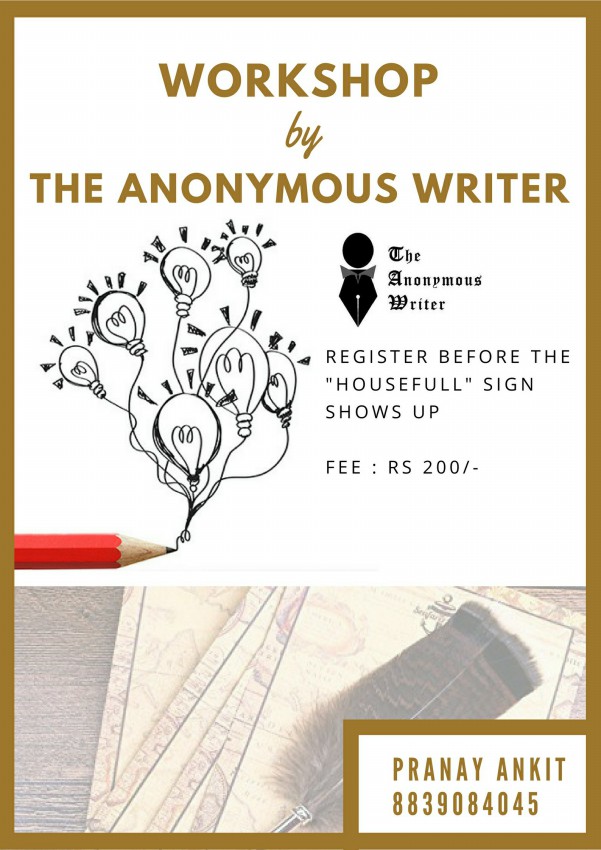 WORKSHOP
by
THE ANONYMOUS WRITER
The
Anonymous
Writer
REGISTER BEFORE THE
"HOUSEFULL" SIGN
SHOWS UP
FEE : RS 200/-
PRANAY ANKIT
8839084045